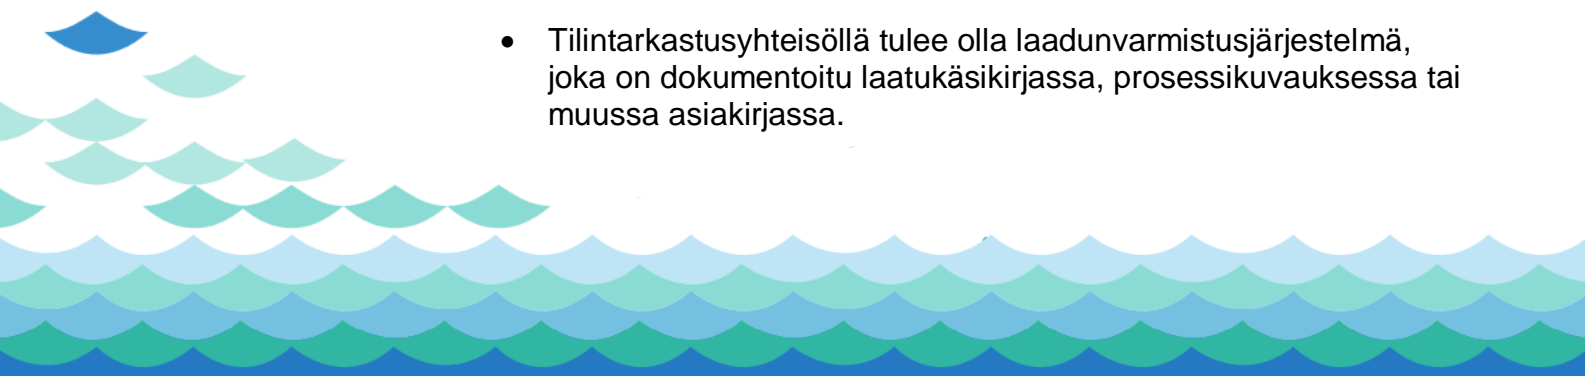 • Tilintarkastusyhteisöllä tulee olla laadunvarmistusjärjestelmä,
joka on dokumentoitu laatukäsikirjassa, prosessikuvauksessa tai
muussa asiakirjassa.